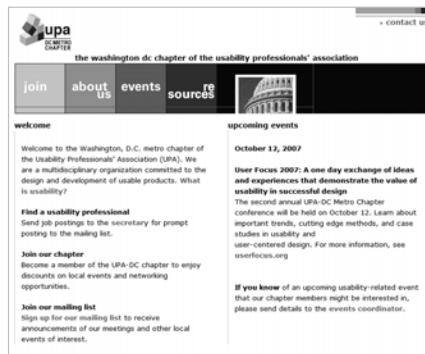 upa
DC METRO
CHAPTER
› contact us
the washington dc chapter of the usability professionals' association
join
about us
events
resources
welcome
Welcome to the Washington, D.C. metro chapter of
the Usability Professionals' Association (UPA). We
are a multidisciplinary organization committed to the
design and development of usable products. What
is usability?
Find a usability professional
Send job postings to the secretary for prompt
posting to the mailing list.
Join our chapter
Become a member of the UPA-DC chapter to enjoy
discounts on local events and networking
opportunities.
Join our mailing list
Sign up for our mailing list to receive
announcements of our meetings and other local
events of interest.
upcoming events
October 12, 2007
User Focus 2007: A one day exchange of ideas
and experiences that demonstrate the value of
usability in successful design
The second annual UPA-DC Metro Chapter
conference will be held on October 12. Learn about
important trends, cutting edge methods, and case
studies in usability and
user-centered design. For more information, see
userfocus.org
If you know of an upcoming usability-related event
that our chapter members might be interested in,
please send details to the events coordinator.